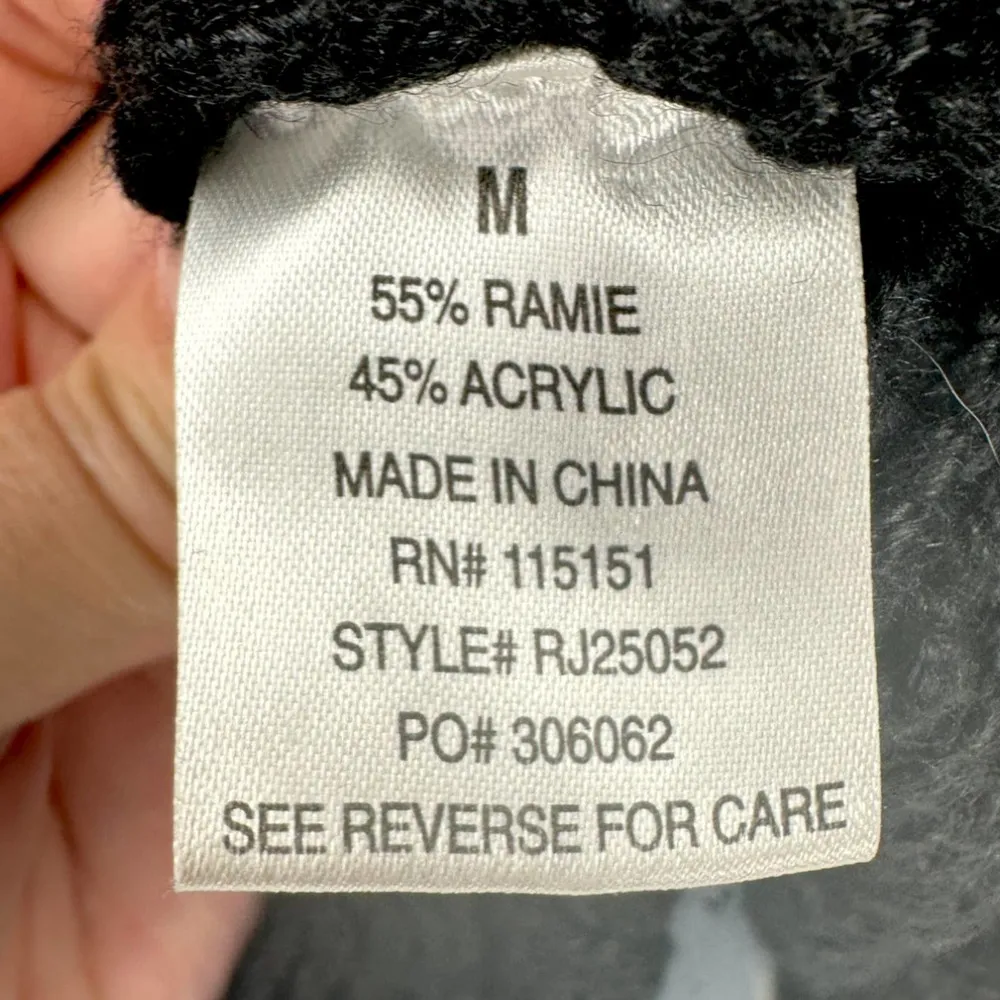 M
55% RAMIE
45% ACRYLIC
MADE IN CHINA
RN# 115151
STYLE# RJ25052
PO# 306062
SEE REVERSE FOR CARE